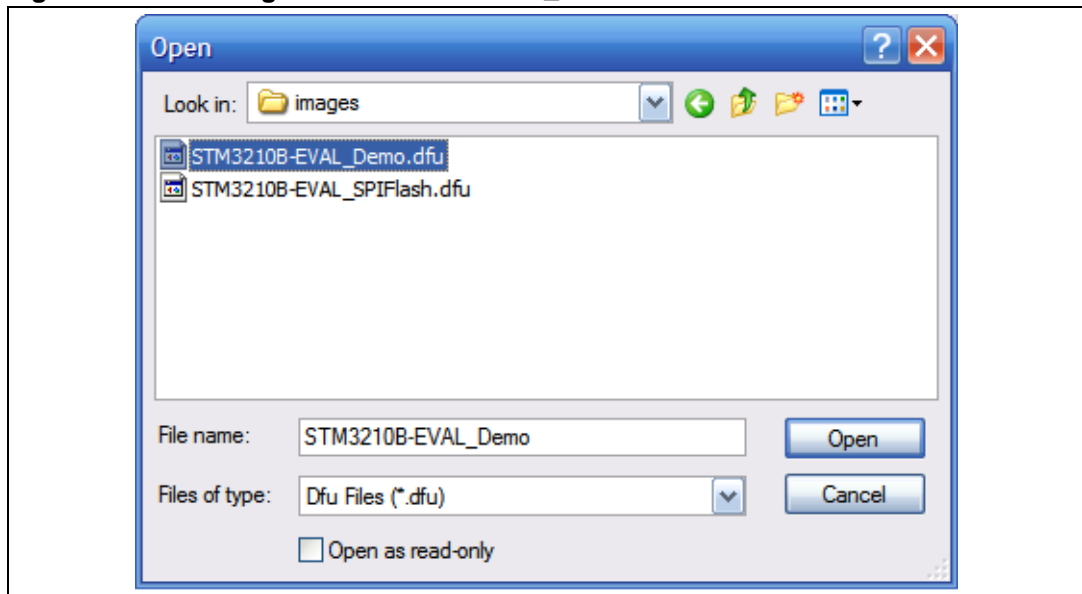 Open
Look in: images
STM3210B-EVAL_Demo.dfu
STM3210B-EVAL_SPIFlash.dfu
File name: STM3210B-EVAL_Demo
Open
Files of type: Dfu Files (*.dfu)
Cancel
Open as read-only